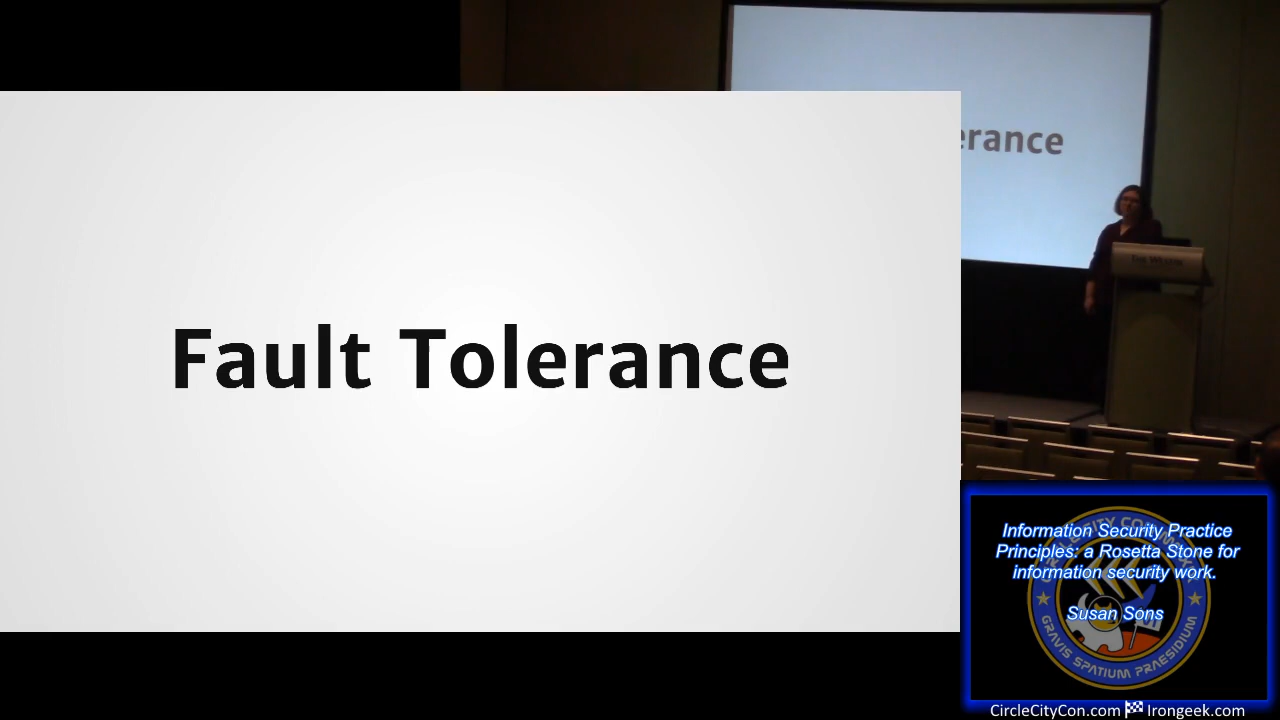 Fault Tolerance
erance
Information Security Practice
Principles: a Rosetta Stone for
information security work.
Susan Sons
GRAVIS SPATIUM PRAESIDIUM
CircleCityCon.com Irongeek.com